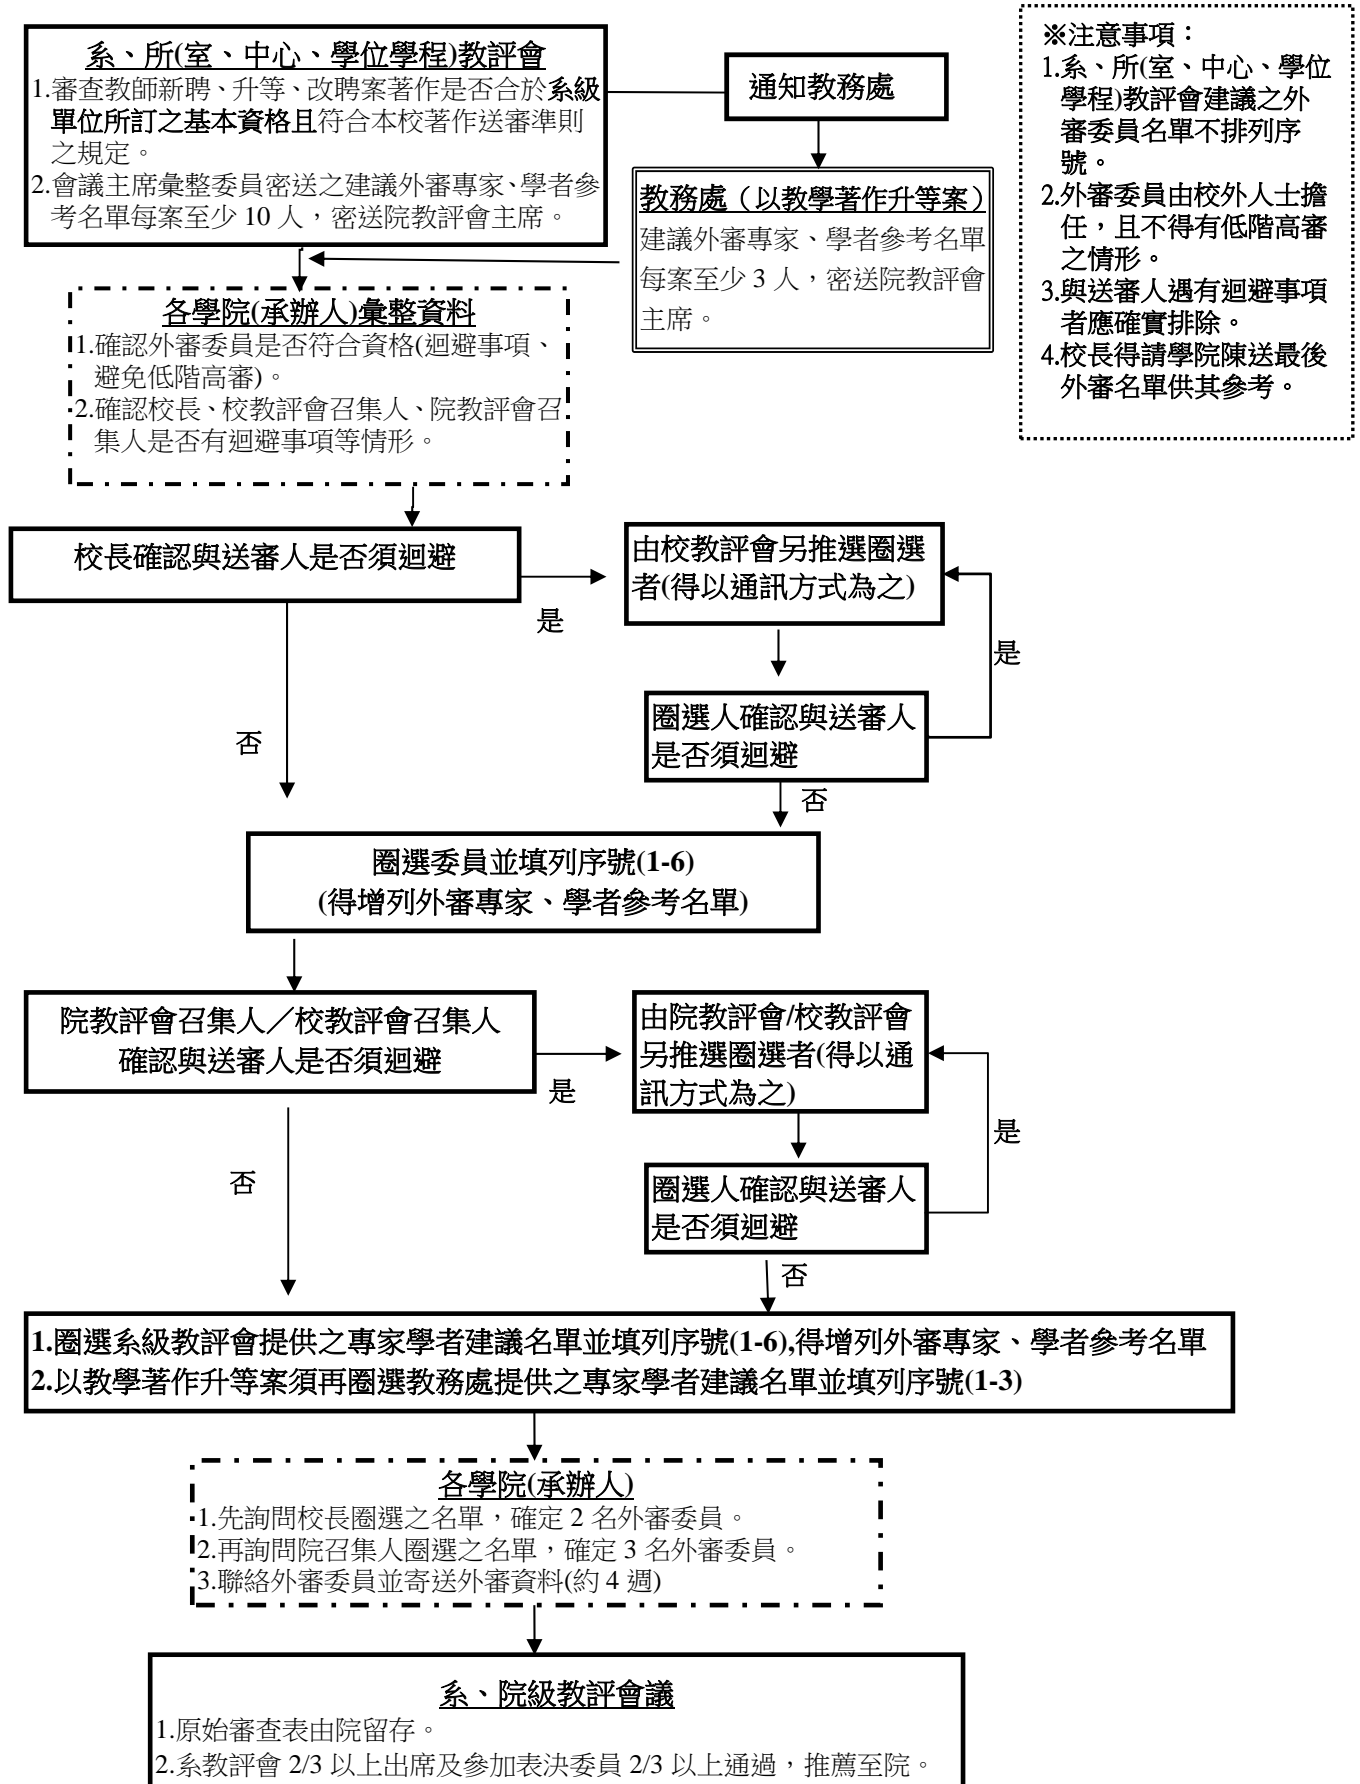 系、所(室、中心、學位學程)教評會
1.審查教師新聘、升等、改聘案著作是否合於系級
單位所訂之基本資格且符合本校著作送審準則
之規定。
2.會議主席彙整委員密送之建議外審專家、學者參
考名單每案至少 10 人，密送院教評會主席。
通知教務處
教務處（以教學著作升等案）
建議外審專家、學者參考名單
每案至少 3 人，密送院教評會
主席。
※注意事項：
1.系、所(室、中心、學位
學程)教評會建議之外
審委員名單不排列序
號。
2.外審委員由校外人士擔
任，且不得有低階高審
之情形。
3.與送審人遇有迴避事項
者應確實排除。
4.校長得請學院陳送最後
外審名單供其參考。
各學院(承辦人)彙整資料
1.確認外審委員是否符合資格(迴避事項、
避免低階高審)。
2.確認校長、校教評會召集人、院教評會召
集人是否有迴避事項等情形。
校長確認與送審人是否須迴避
是
由校教評會另推選圈選
者(得以通訊方式為之)
是
圈選人確認與送審人
是否須迴避
否
否
圈選委員並填列序號(1-6)
(得增列外審專家、學者參考名單)
院教評會召集人／校教評會召集人
確認與送審人是否須迴避
是
由院教評會/校教評會
另推選圈選者(得以通
訊方式為之)
是
圈選人確認與送審人
是否須迴避
否
否
1.圈選系級教評會提供之專家學者建議名單並填列序號(1-6),得增列外審專家、學者參考名單
2.以教學著作升等案須再圈選教務處提供之專家學者建議名單並填列序號(1-3)
各學院(承辦人)
1.先詢問校長圈選之名單，確定 2 名外審委員。
2.再詢問院召集人圈選之名單，確定 3 名外審委員。
3.聯絡外審委員並寄送外審資料(約 4 週)
系、院級教評會議
1.原始審查表由院留存。
2.系教評會 2/3 以上出席及參加表決委員 2/3 以上通過，推薦至院。